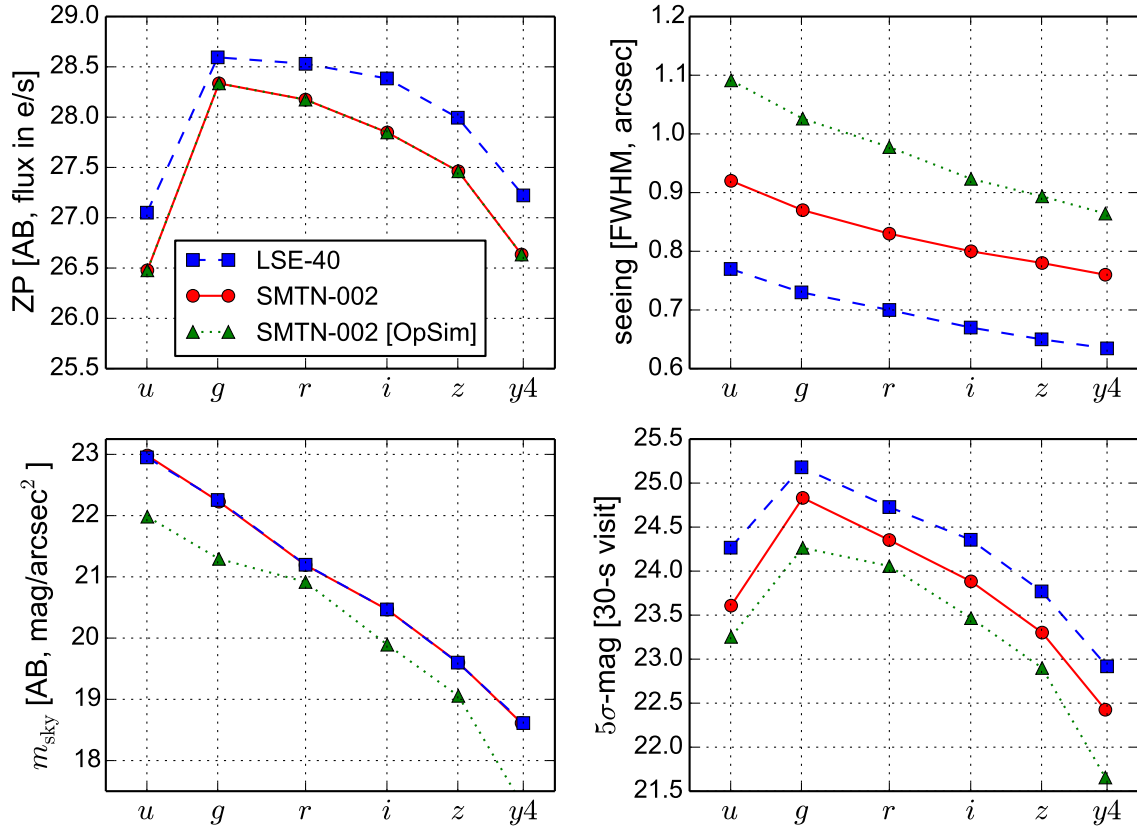 ZP [AB, flux in e/s]
29.0
28.5
28.0
27.5
27.0
26.5
26.0
25.5
LSE-40
SMTN-002
SMTN-002 [OpSim]
u g r i z y4
seeing [FWHM, arcsec]
1.2
1.1
1.0
0.9
0.8
0.7
0.6
u g r i z y4
m_sky [AB, mag/arcsec²]
23
22
21
20
19
18
u g r i z y4
5σ-mag [30-s visit]
25.5
25.0
24.5
24.0
23.5
23.0
22.5
22.0
21.5
u g r i z y4